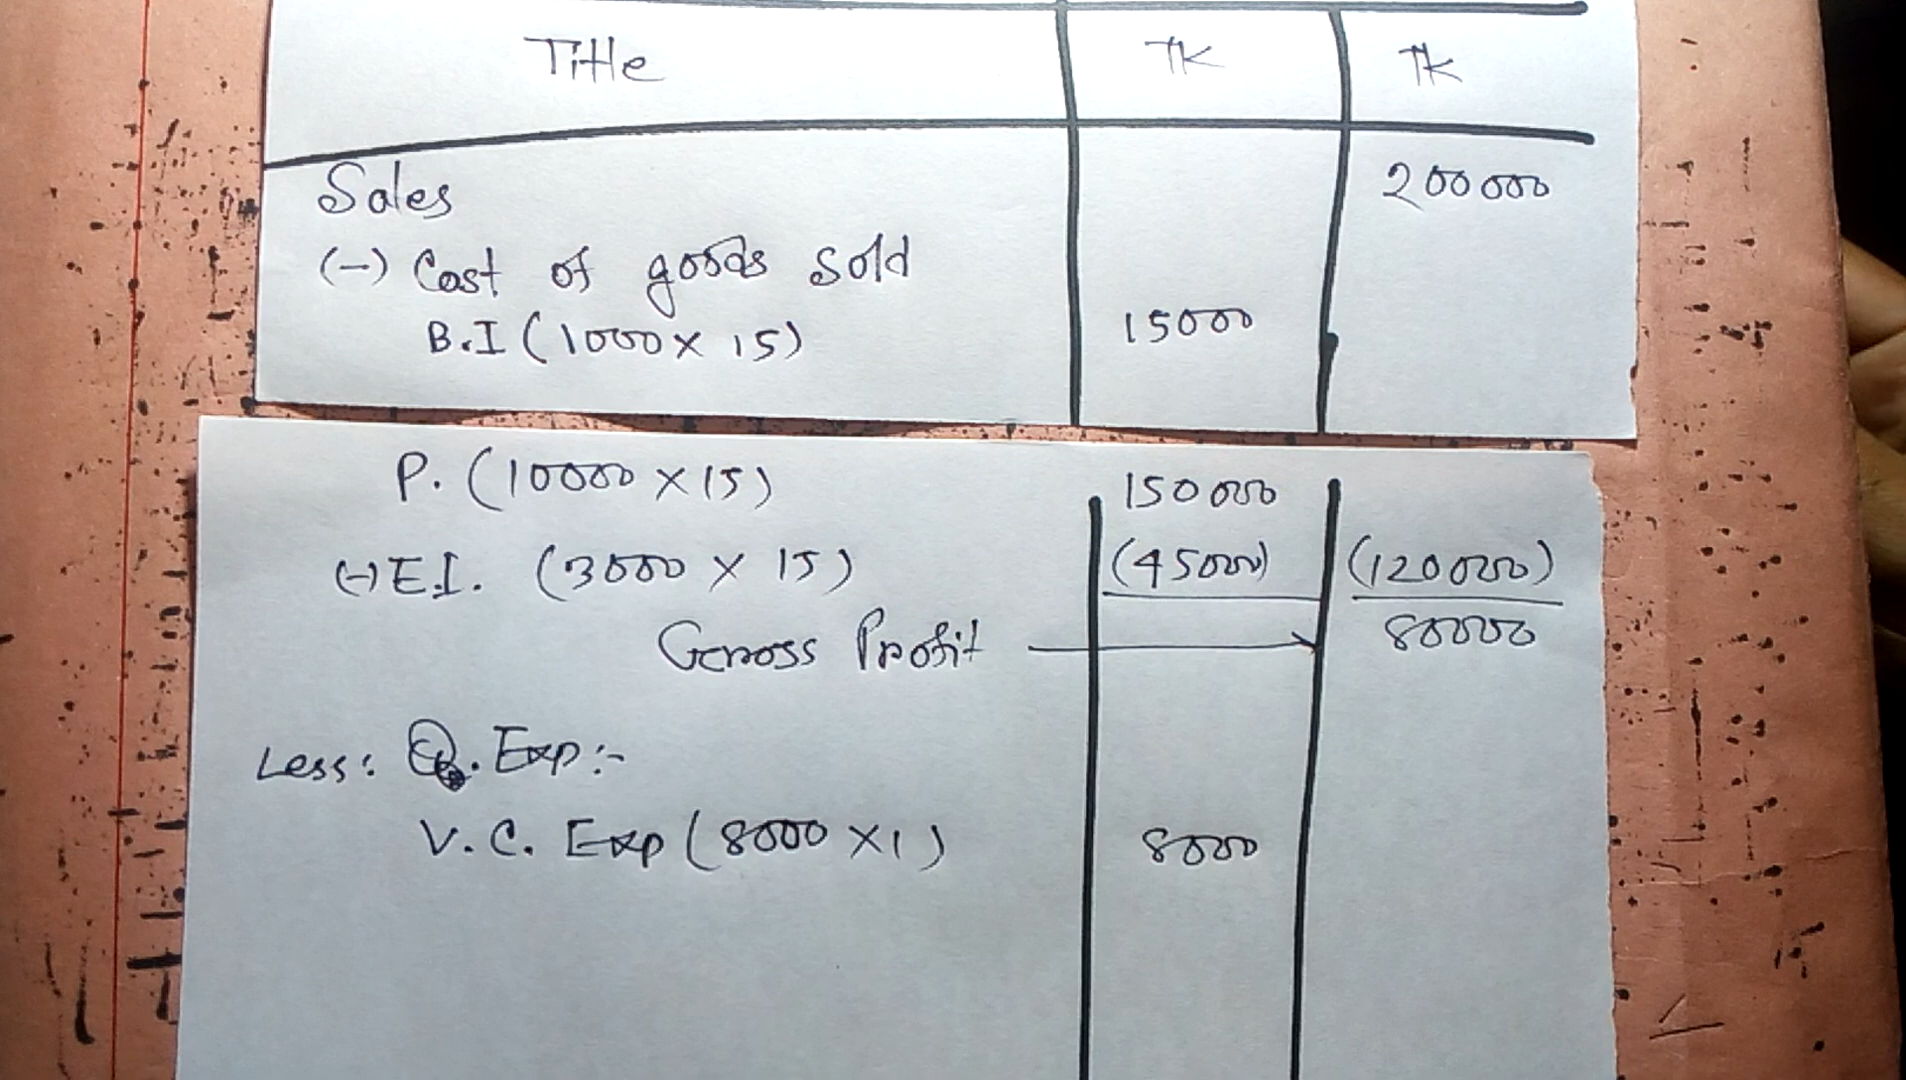 Title TK TK
Sales 200000
(-) Cost of goods sold
B.I (1000 x 15) 15000
P. (10000 x 15) 150000
(-) E.I. (3000 x 15) (45000) (120000)
Gross Profit 80000
Less: . Exp:-
V. C. Exp (8000 x 1) 8000